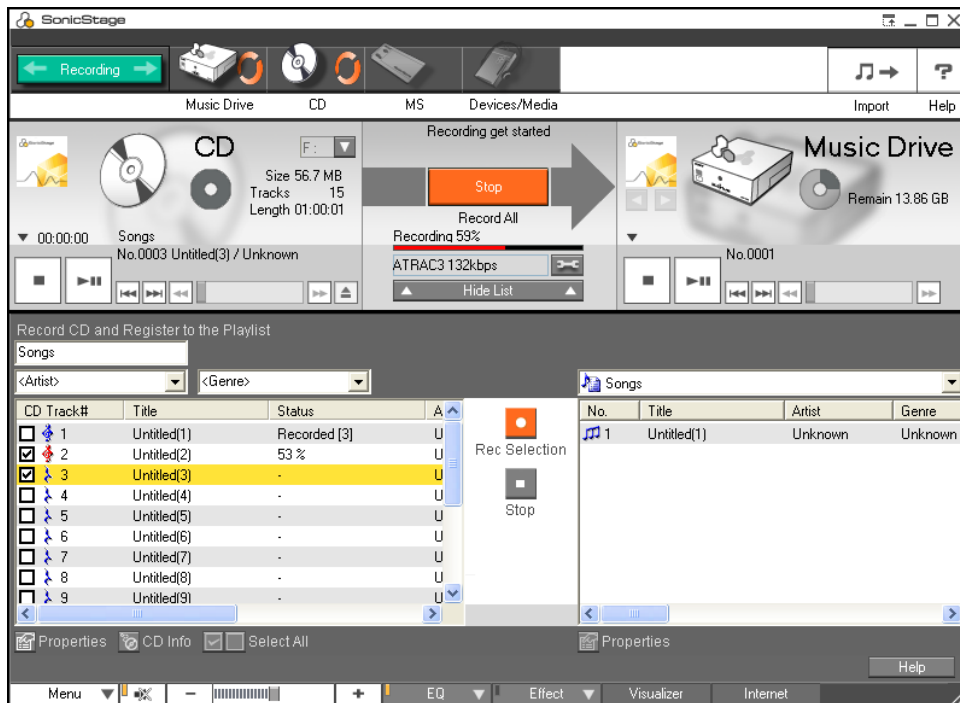 SonicStage
Recording
Music Drive
CD
MS
Devices/Media
Import
Help
SonicStage
CD
F:
Size 56.7 MB
Tracks 15
Length 01:00:01
00:00:00
Songs
No.0003 Untitled(3) / Unknown
Recording get started
Stop
Record All
Recording 59%
ATRAC3 132kbps
Hide List
SonicStage
Music Drive
Remain 13.86 GB
No.0001
Record CD and Register to the Playlist
Songs
<Artist> <Genre>
CD Track# Title Status A
1 Untitled(1) Recorded [3] U
2 Untitled(2) 53 % U
3 Untitled(3) - U
4 Untitled(4) - U
5 Untitled(5) - U
6 Untitled(6) - U
7 Untitled(7) - U
8 Untitled(8) - U
9 Untitled(9) - U
Rec Selection
Stop
Songs
No. Title Artist Genre
1 Untitled(1) Unknown Unknown
Properties CD Info Select All
Properties
Help
Menu EQ Effect Visualizer Internet